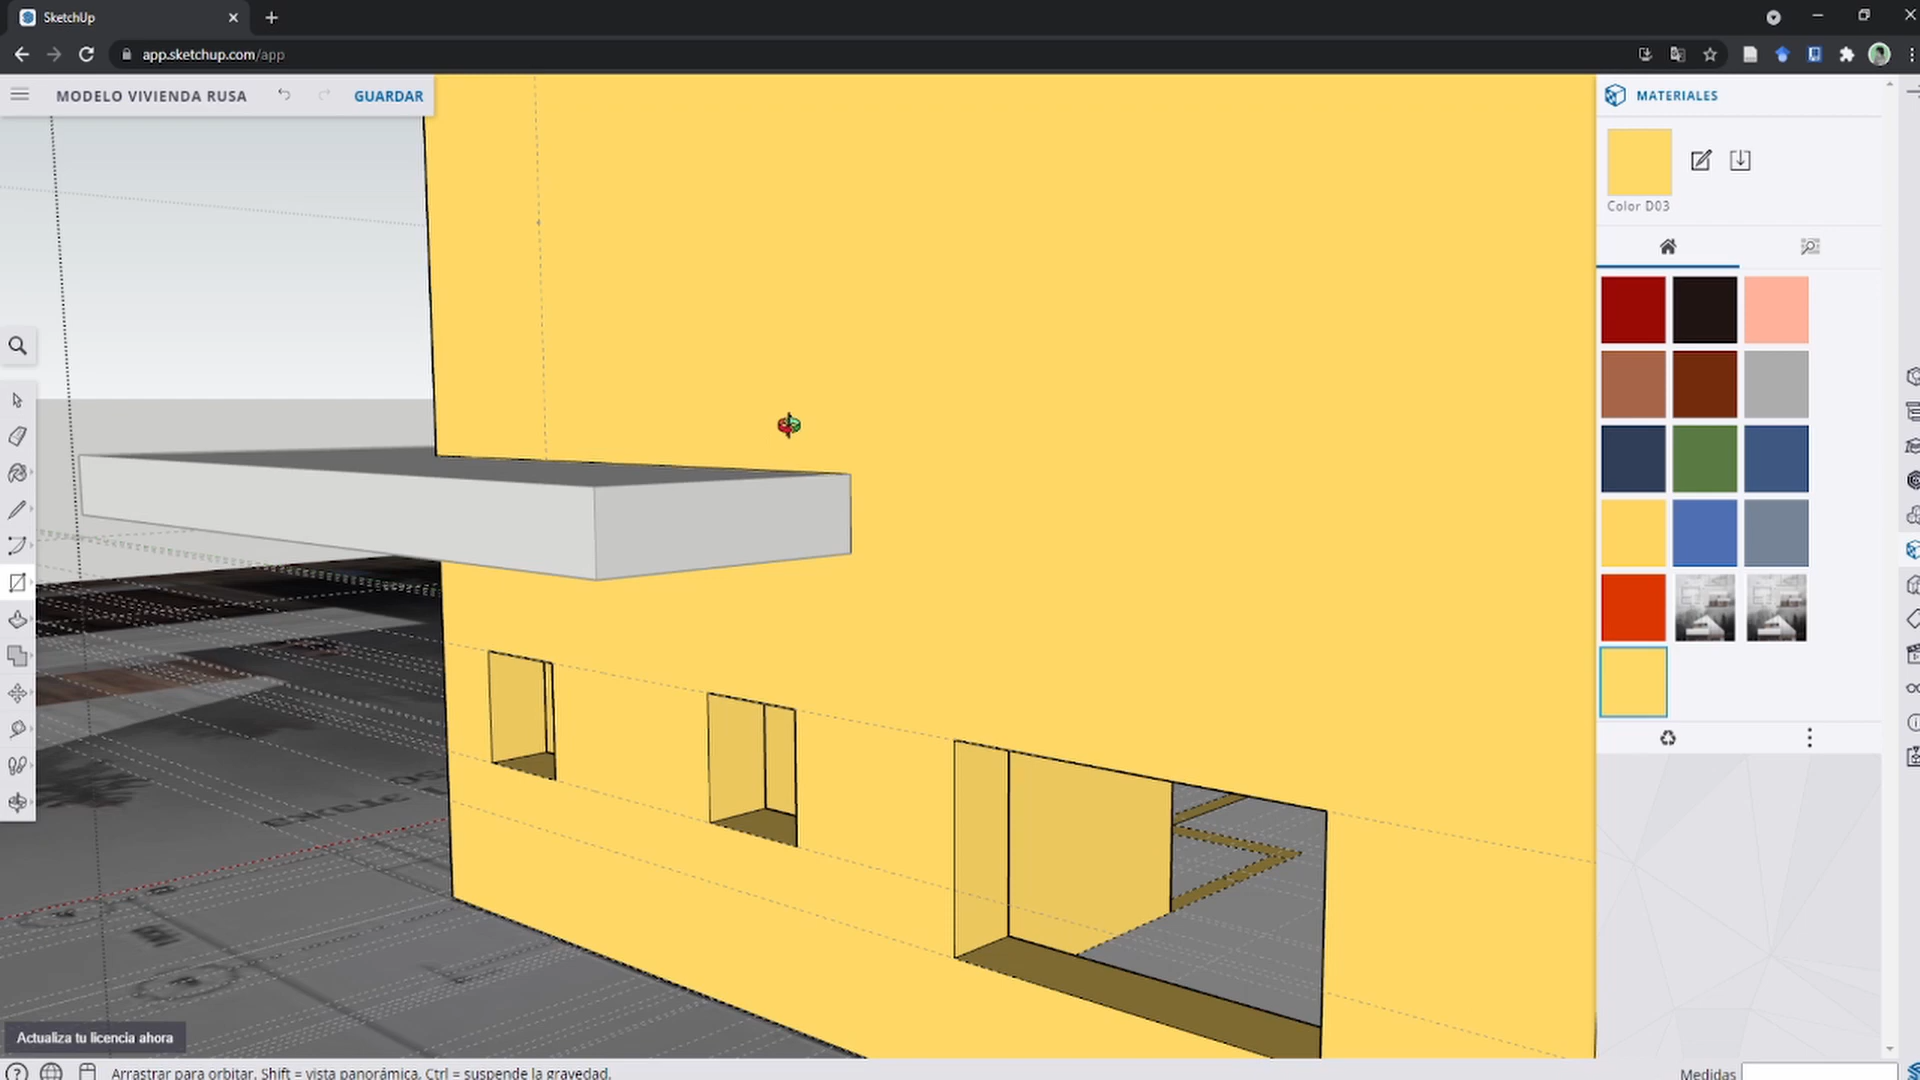 SketchUp
app.sketchup.com/app
MODELO VIVIENDA RUSA
GUARDAR
MATERIALES
Color D03
Actualiza tu licencia ahora
Arrastrar para orbitar. Shift = vista panorámica, Ctrl = suspende la gravedad.
Medidas